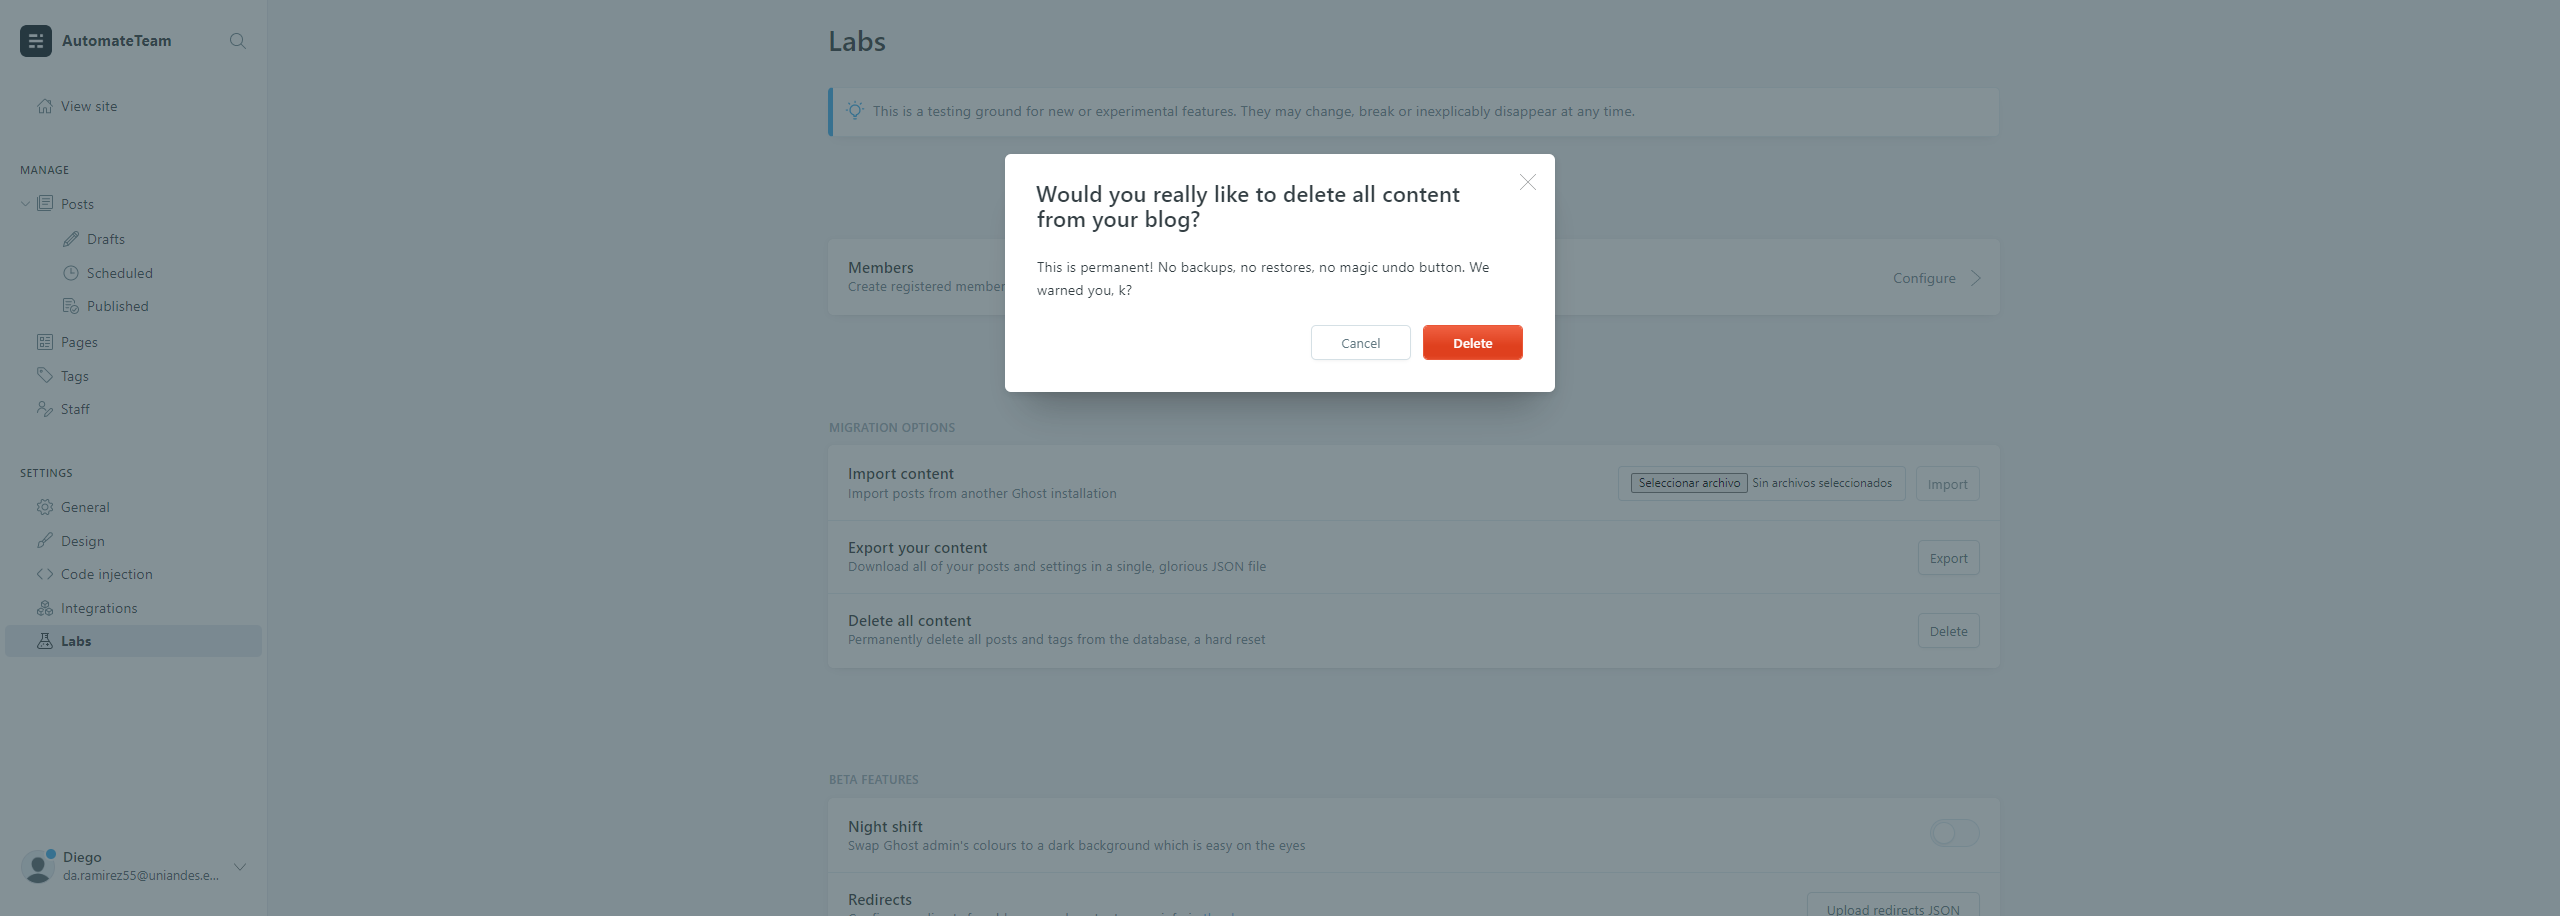 AutomateTeam
View site
MANAGE
Posts
Drafts
Scheduled
Published
Pages
Tags
Staff
SETTINGS
General
Design
Code injection
Integrations
Labs
Diego
da.ramirez55@uniandes.e...
Labs
This is a testing ground for new or experimental features. They may change, break or inexplicably disappear at any time.
Would you really like to delete all content
from your blog?
This is permanent! No backups, no restores, no magic undo button. We
warned you, k?
Cancel
Delete
Members
Create registered member
Configure
MIGRATION OPTIONS
Import content
Import posts from another Ghost installation
Seleccionar archivo Sin archivos seleccionados
Import
Export your content
Download all of your posts and settings in a single, glorious JSON file
Export
Delete all content
Permanently delete all posts and tags from the database, a hard reset
Delete
BETA FEATURES
Night shift
Swap Ghost admin's colours to a dark background which is easy on the eyes
Redirects
Upload redirects JSON